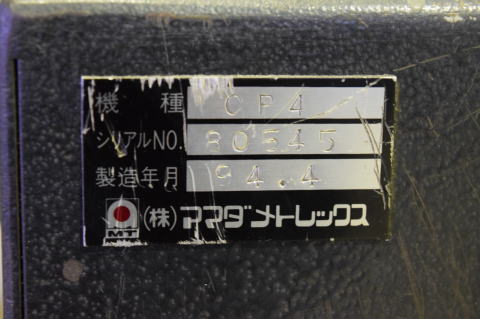 機種 CP4
シリアルNO. 80545
製造年月 94.4
MT (株)アマダメトレックス